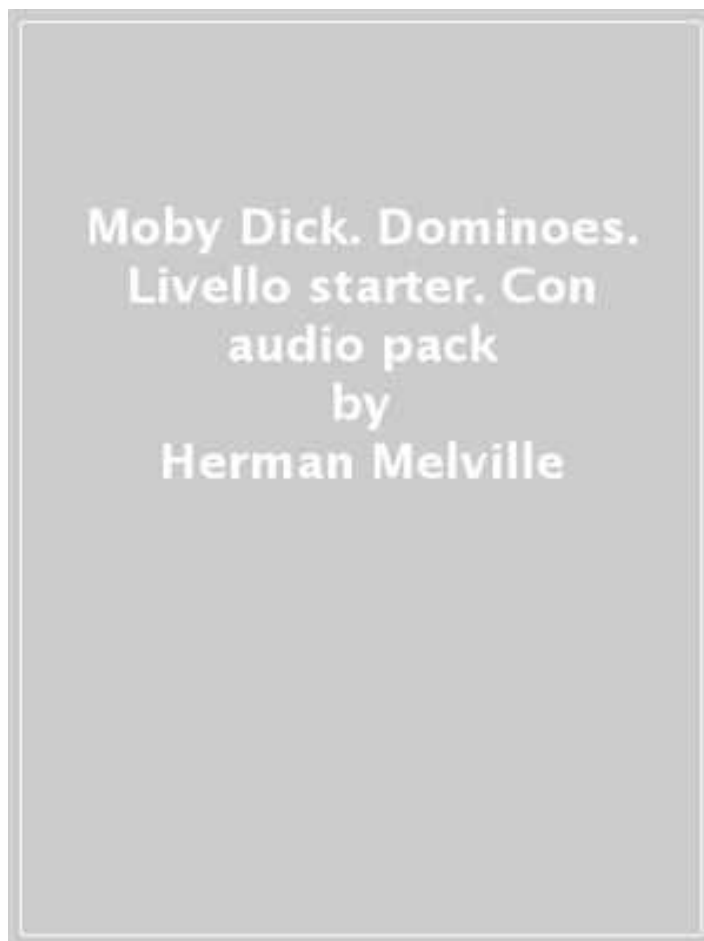 Moby Dick. Dominoes.
Livello starter. Con
audio pack
by
Herman Melville